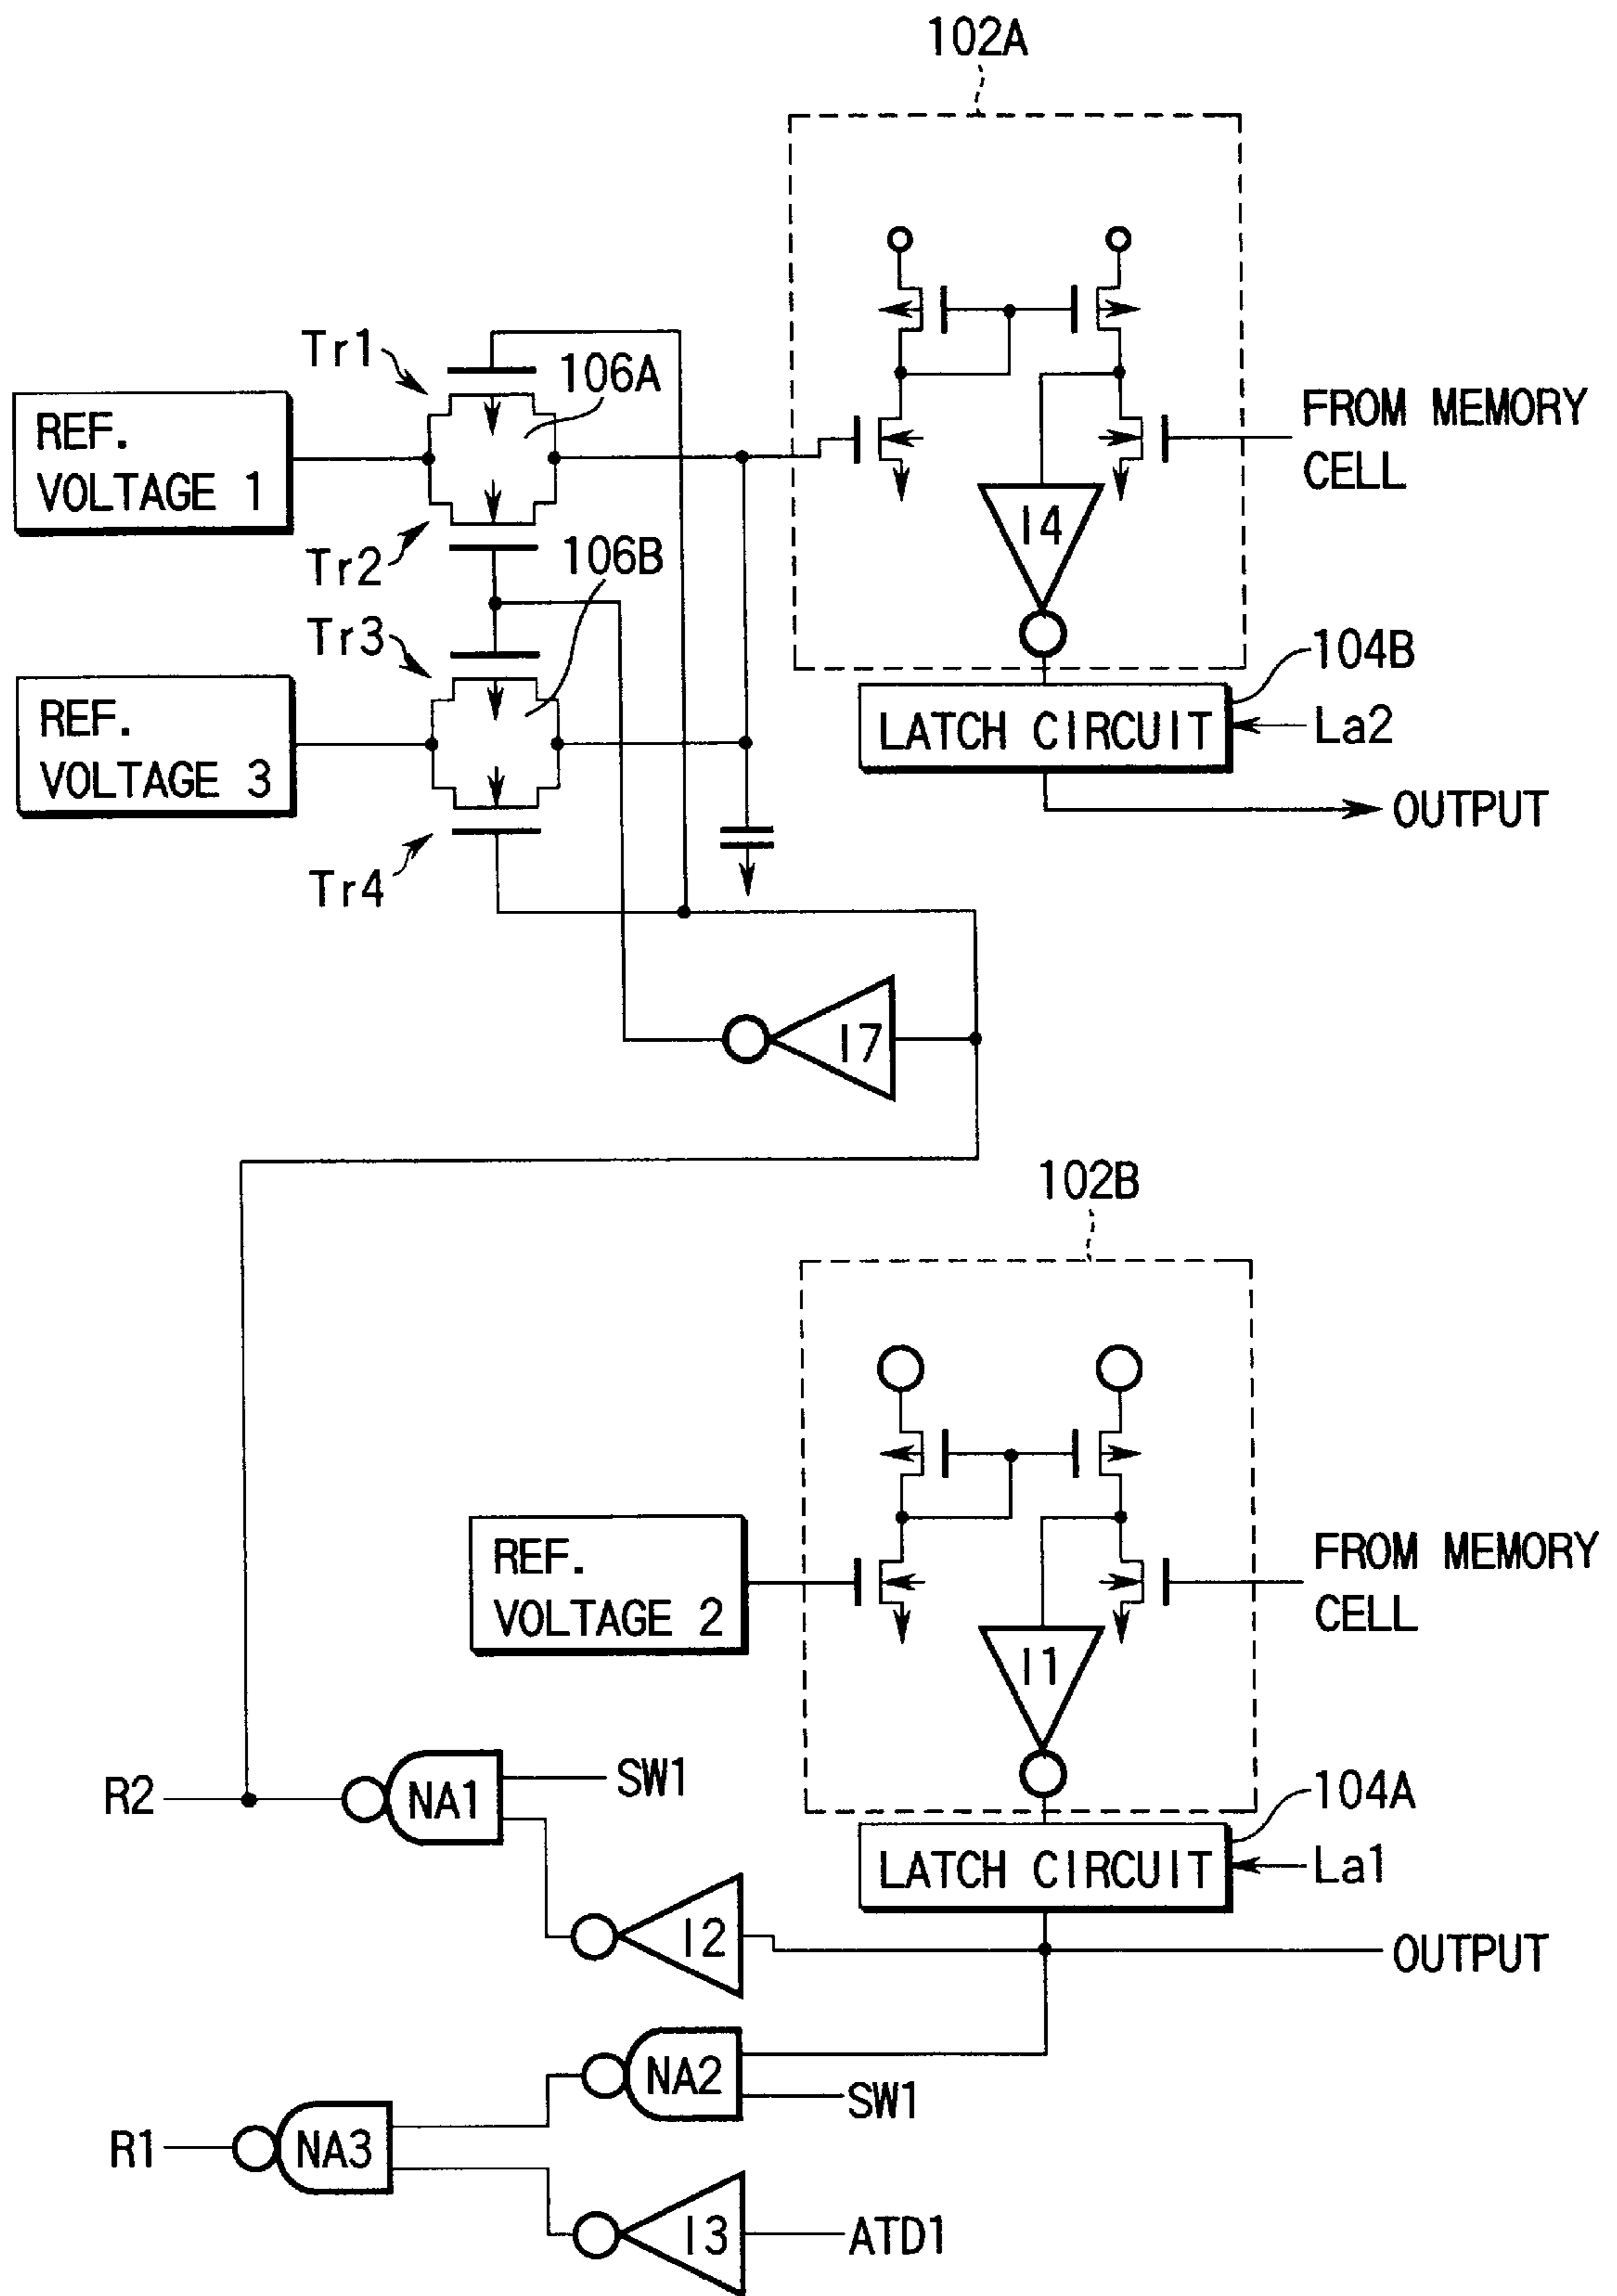 102A
Tr1
106A
REF.
VOLTAGE 1
FROM MEMORY
CELL
I4
Tr2
106B
Tr3
104B
REF.
VOLTAGE 3
LATCH CIRCUIT
La2
OUTPUT
Tr4
I7
102B
REF.
VOLTAGE 2
FROM MEMORY
CELL
I1
R2
NA1
SW1
104A
LATCH CIRCUIT
La1
I2
OUTPUT
NA2
SW1
R1
NA3
I3
ATD1